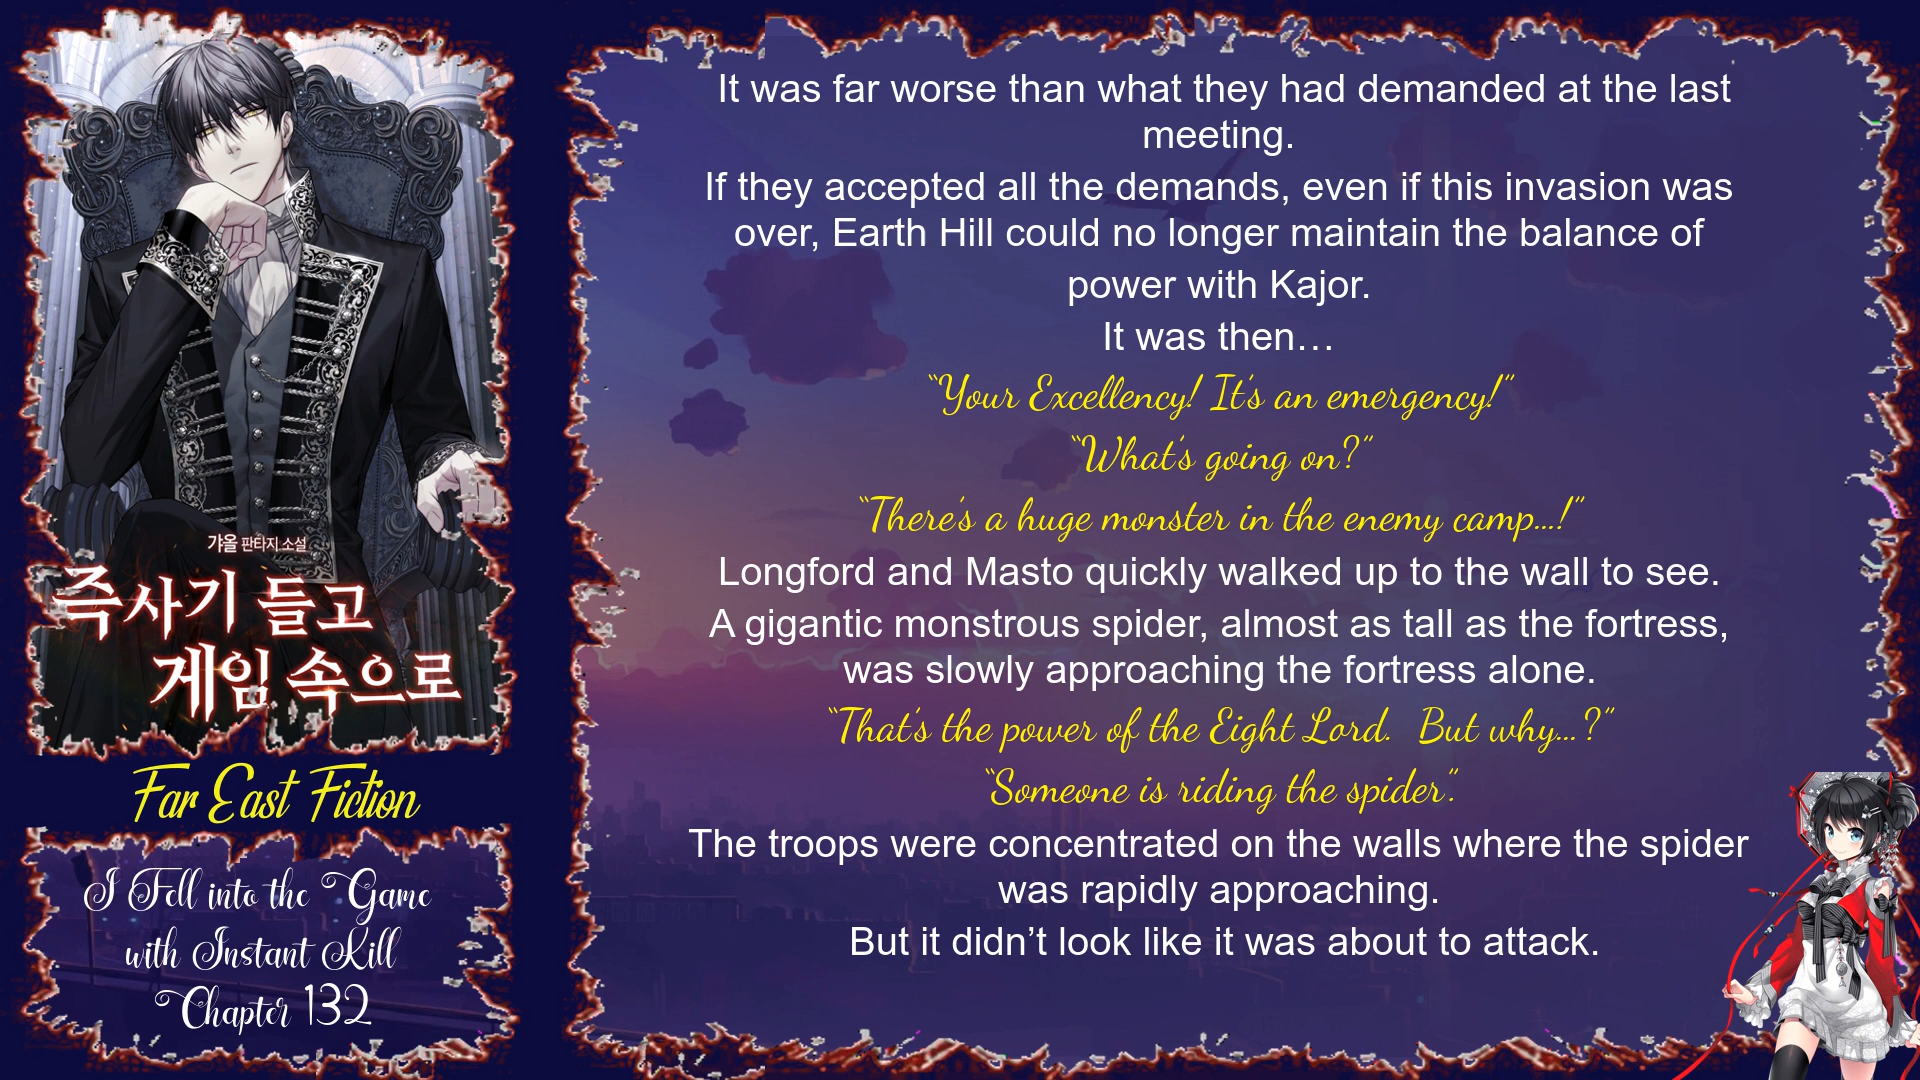 갸올 판타지 소설
즉사기 들고
게임 속으로
Far East Fiction
I Fell into the Game
with Instant Kill
Chapter 132
It was far worse than what they had demanded at the last
meeting.
If they accepted all the demands, even if this invasion was
over, Earth Hill could no longer maintain the balance of
power with Kajor.
It was then…
“Your Excellency! It’s an emergency!”
“What’s going on?”
“There’s a huge monster in the enemy camp…!”
Longford and Masto quickly walked up to the wall to see.
A gigantic monstrous spider, almost as tall as the fortress,
was slowly approaching the fortress alone.
“That’s the power of the Eight Lord. But why…?”
“Someone is riding the spider”.
The troops were concentrated on the walls where the spider
was rapidly approaching.
But it didn’t look like it was about to attack.